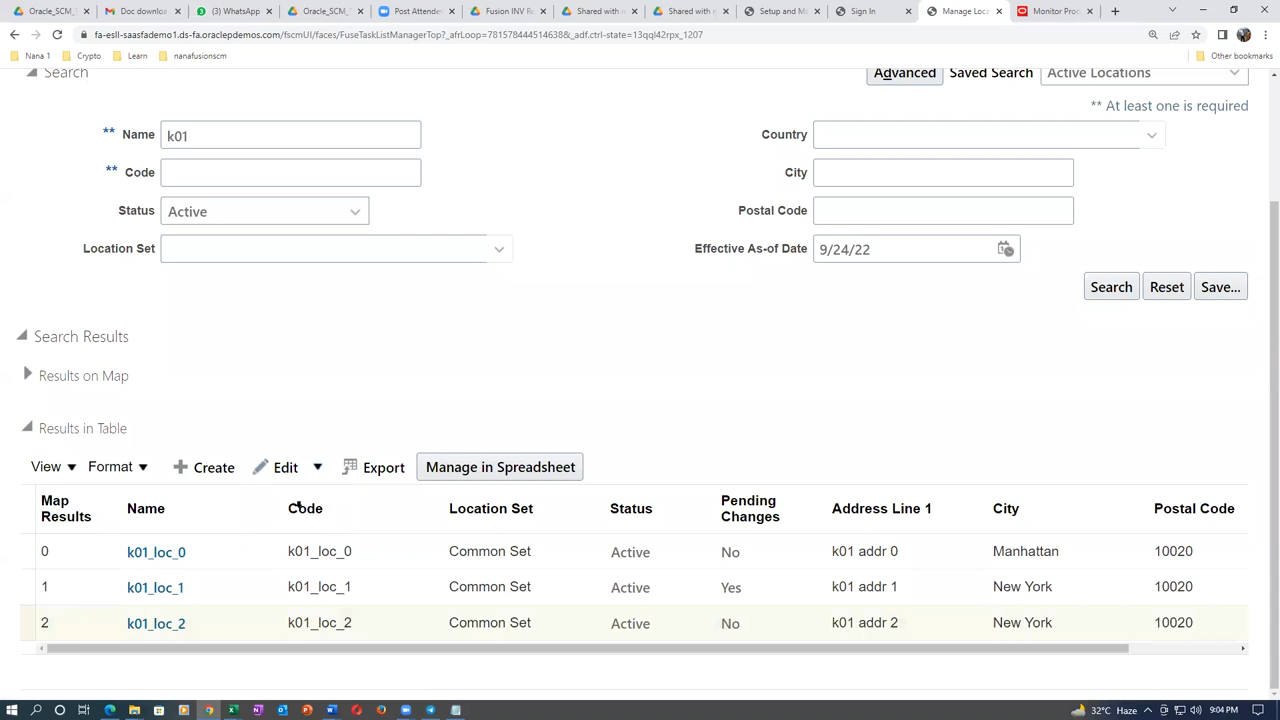 Oracle_SCM_T
Doc downloa
(3) WhatsApp
Oracle_SCM_T
Post Attende
Fusion INV Re
Shared with m
Shared with m
Setup and Ma
Sign In
Manage Locat
Monitor Proc
fa-esll-saasfademo1.ds-fa.oraclepdemos.com/fscmUI/faces/FuseTaskListManagerTop?_afrLoop=7815784445514638&_adf.ctrl-state=13qql42rpx_1207
Nana 1
Crypto
Learn
nanafusionscm
Other bookmarks
Search
Advanced Saved Search Active Locations
** At least one is required
** Name k01
Country
** Code
City
Status Active
Postal Code
Location Set
Effective As-of Date 9/24/22
Search Reset Save...
Search Results
Results on Map
Results in Table
View Format Create Edit Export Manage in Spreadsheet
Map Results Name Code Location Set Status Pending Changes Address Line 1 City Postal Code
0 k01_loc_0 k01_loc_0 Common Set Active No k01 addr 0 Manhattan 10020
1 k01_loc_1 k01_loc_1 Common Set Active Yes k01 addr 1 New York 10020
2 k01_loc_2 k01_loc_2 Common Set Active No k01 addr 2 New York 10020
32°C Haze
9:04 PM